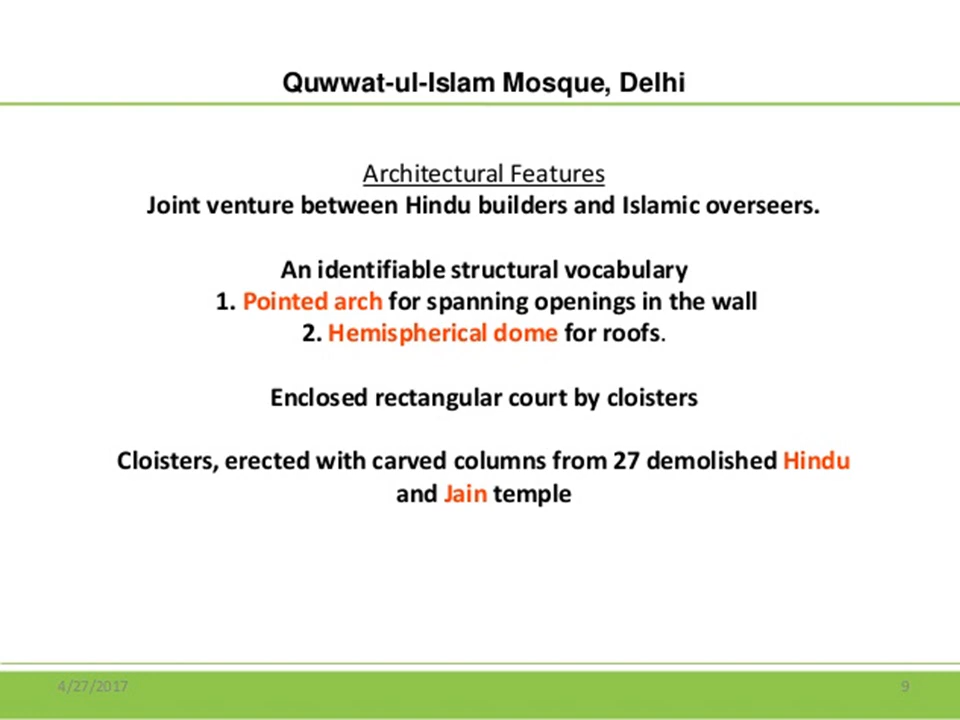 Quwwat-ul-Islam Mosque, Delhi
Architectural Features
Joint venture between Hindu builders and Islamic overseers.
An identifiable structural vocabulary
1. Pointed arch for spanning openings in the wall
2. Hemispherical dome for roofs.
Enclosed rectangular court by cloisters
Cloisters, erected with carved columns from 27 demolished Hindu
and Jain temple
4/27/2017
9